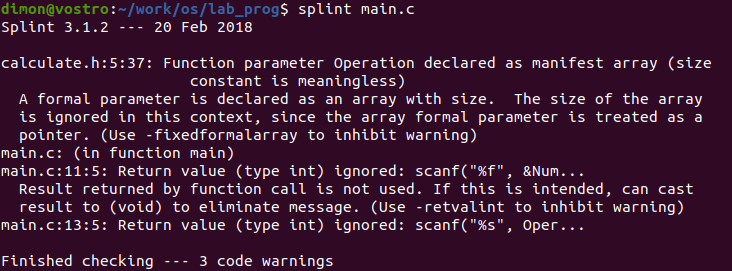 dimon@vostro:~/work/os/lab_prog$ splint main.c
Splint 3.1.2 --- 20 Feb 2018
calculate.h:5:37: Function parameter Operation declared as manifest array (size
constant is meaningless)
A formal parameter is declared as an array with size.  The size of the array
is ignored in this context, since the array formal parameter is treated as a
pointer. (Use -fixedformalarray to inhibit warning)
main.c: (in function main)
main.c:11:5: Return value (type int) ignored: scanf("%f", &Num...
Result returned by function call is not used. If this is intended, can cast
result to (void) to eliminate message. (Use -retvalint to inhibit warning)
main.c:13:5: Return value (type int) ignored: scanf("%s", Oper...
Finished checking --- 3 code warnings